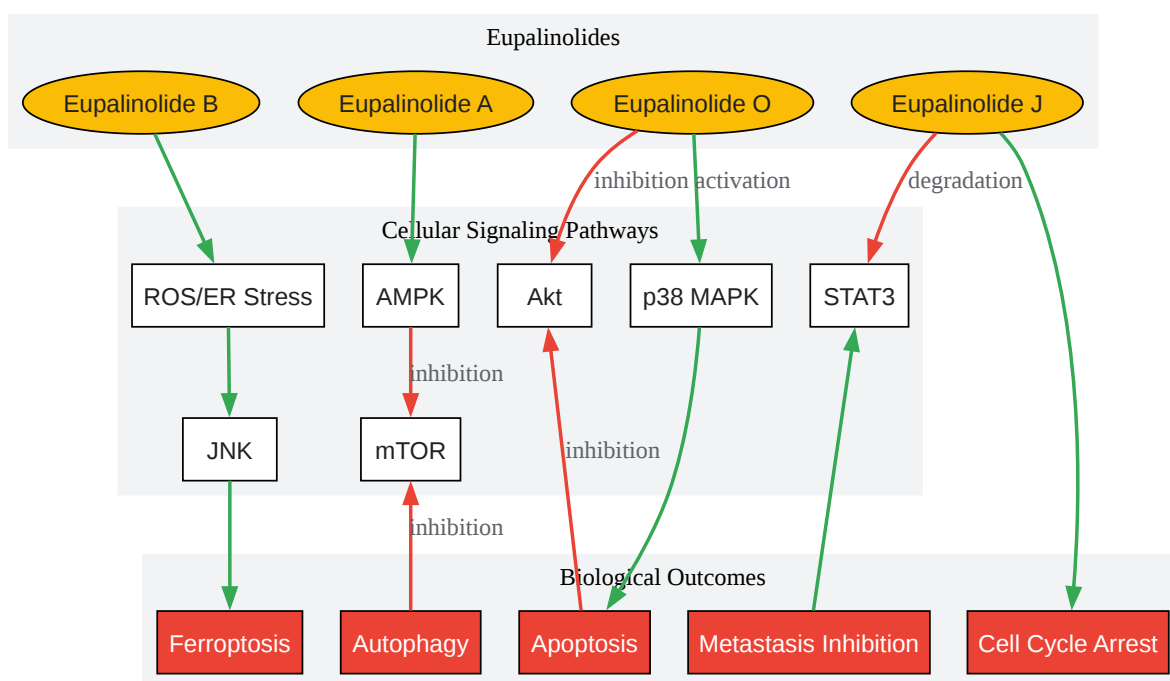 Eupalinolides
Eupalinolide B
Eupalinolide A
Eupalinolide O
Eupalinolide J
inhibition
activation
degradation
Cellular Signaling Pathways
ROS/ER Stress
AMPK
Akt
p38 MAPK
STAT3
inhibition
JNK
mTOR
inhibition
inhibition
Biological Outcomes
Ferroptosis
Autophagy
Apoptosis
Metastasis Inhibition
Cell Cycle Arrest